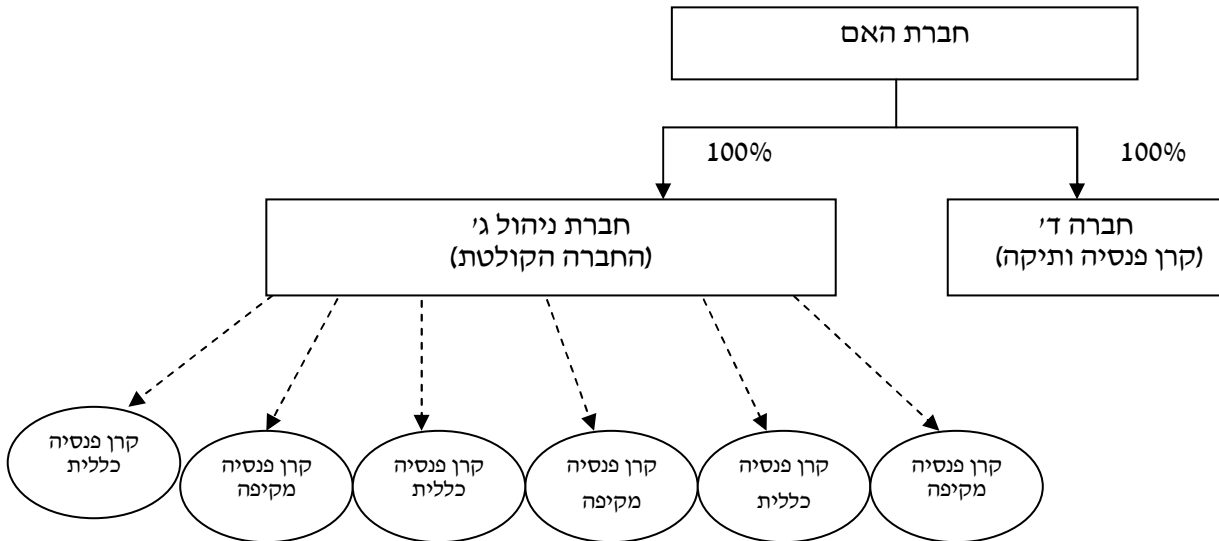 חברת האם
100%
100%
חברת ניהול ג'
(החברה הקולטת)
חברה ד'
(קרן פנסיה ותיקה)
קרן פנסיה
כללית
קרן פנסיה
מקיפה
קרן פנסיה
כללית
קרן פנסיה
מקיפה
קרן פנסיה
כללית
קרן פנסיה
מקיפה